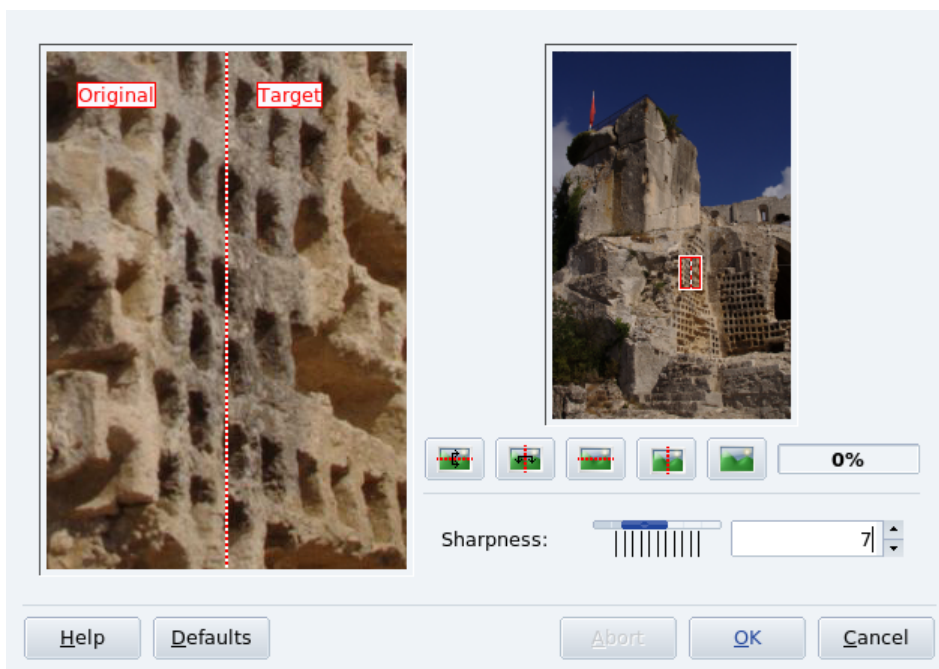 Original
Target
0%
Sharpness:
7
Help
Defaults
Abort
OK
Cancel